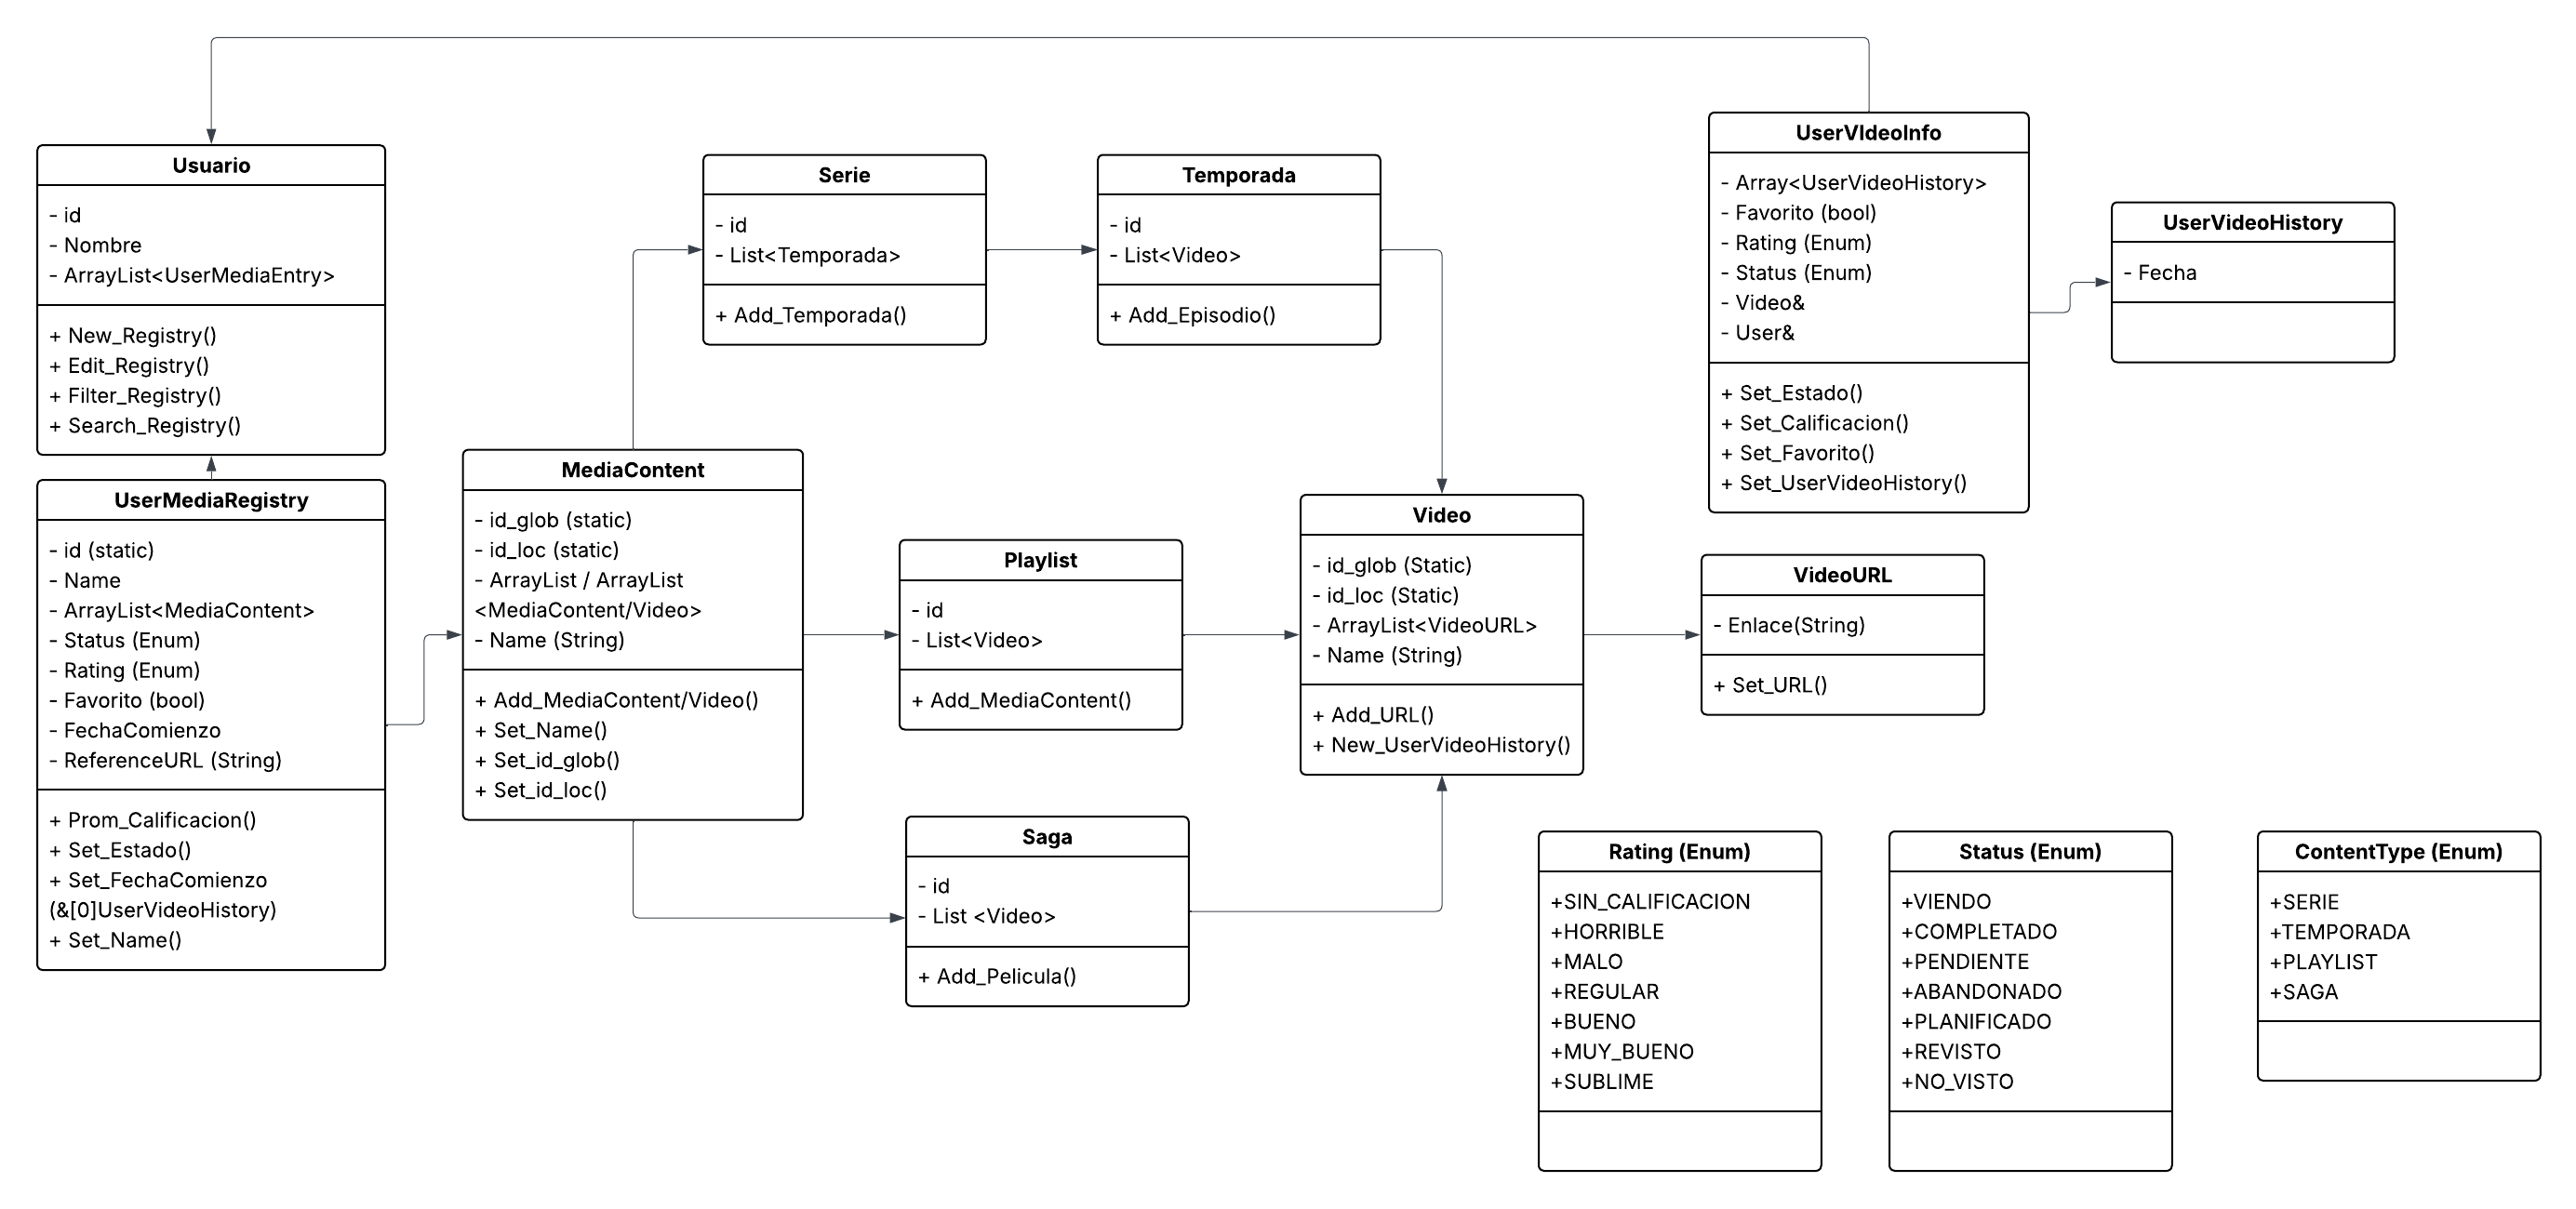 Usuario
- id
- Nombre
- ArrayList<UserMediaEntry>
+ New_Registry()
+ Edit_Registry()
+ Filter_Registry()
+ Search_Registry()
UserMediaRegistry
- id (static)
- Name
- ArrayList<MediaContent>
- Status (Enum)
- Rating (Enum)
- Favorito (bool)
- FechaComienzo
- ReferenceURL (String)
+ Prom_Calificacion()
+ Set_Estado()
+ Set_FechaComienzo
(&[0]UserVideoHistory)
+ Set_Name()
MediaContent
- id_glob (static)
- id_loc (static)
- ArrayList / ArrayList
<MediaContent/Video>
- Name (String)
+ Add_MediaContent/Video()
+ Set_Name()
+ Set_id_glob()
+ Set_id_loc()
Serie
- id
- List<Temporada>
+ Add_Temporada()
Temporada
- id
- List<Video>
+ Add_Episodio()
Playlist
- id
- List<Video>
+ Add_MediaContent()
Saga
- id
- List <Video>
+ Add_Pelicula()
Video
- id_glob (Static)
- id_loc (Static)
- ArrayList<VideoURL>
- Name (String)
+ Add_URL()
+ New_UserVideoHistory()
UserVIdeoInfo
- Array<UserVideoHistory>
- Favorito (bool)
- Rating (Enum)
- Status (Enum)
- Video&
- User&
+ Set_Estado()
+ Set_Calificacion()
+ Set_Favorito()
+ Set_UserVideoHistory()
UserVideoHistory
- Fecha
VideoURL
- Enlace(String)
+ Set_URL()
Rating (Enum)
+SIN_CALIFICACION
+HORRIBLE
+MALO
+REGULAR
+BUENO
+MUY_BUENO
+SUBLIME
Status (Enum)
+VIENDO
+COMPLETADO
+PENDIENTE
+ABANDONADO
+PLANIFICADO
+REVISTO
+NO_VISTO
ContentType (Enum)
+SERIE
+TEMPORADA
+PLAYLIST
+SAGA